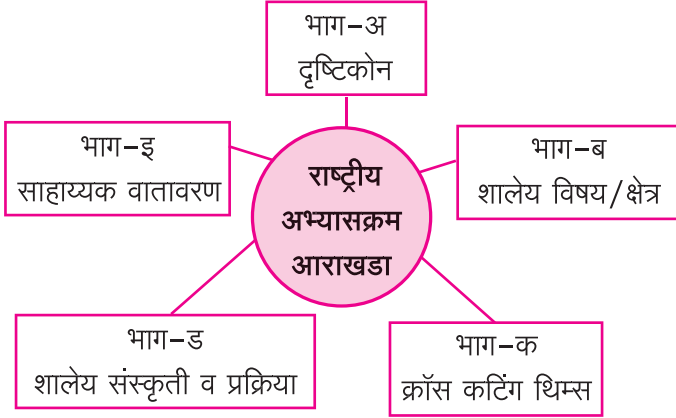 भाग-अ
दृष्टिकोन
भाग-इ
साहाय्यक वातावरण
भाग-ब
शालेय विषय/क्षेत्र
राष्ट्रीय
अभ्यासक्रम
आराखडा
भाग-ड
शालेय संस्कृती व प्रक्रिया
भाग-क
क्रॉस कटिंग थिम्स